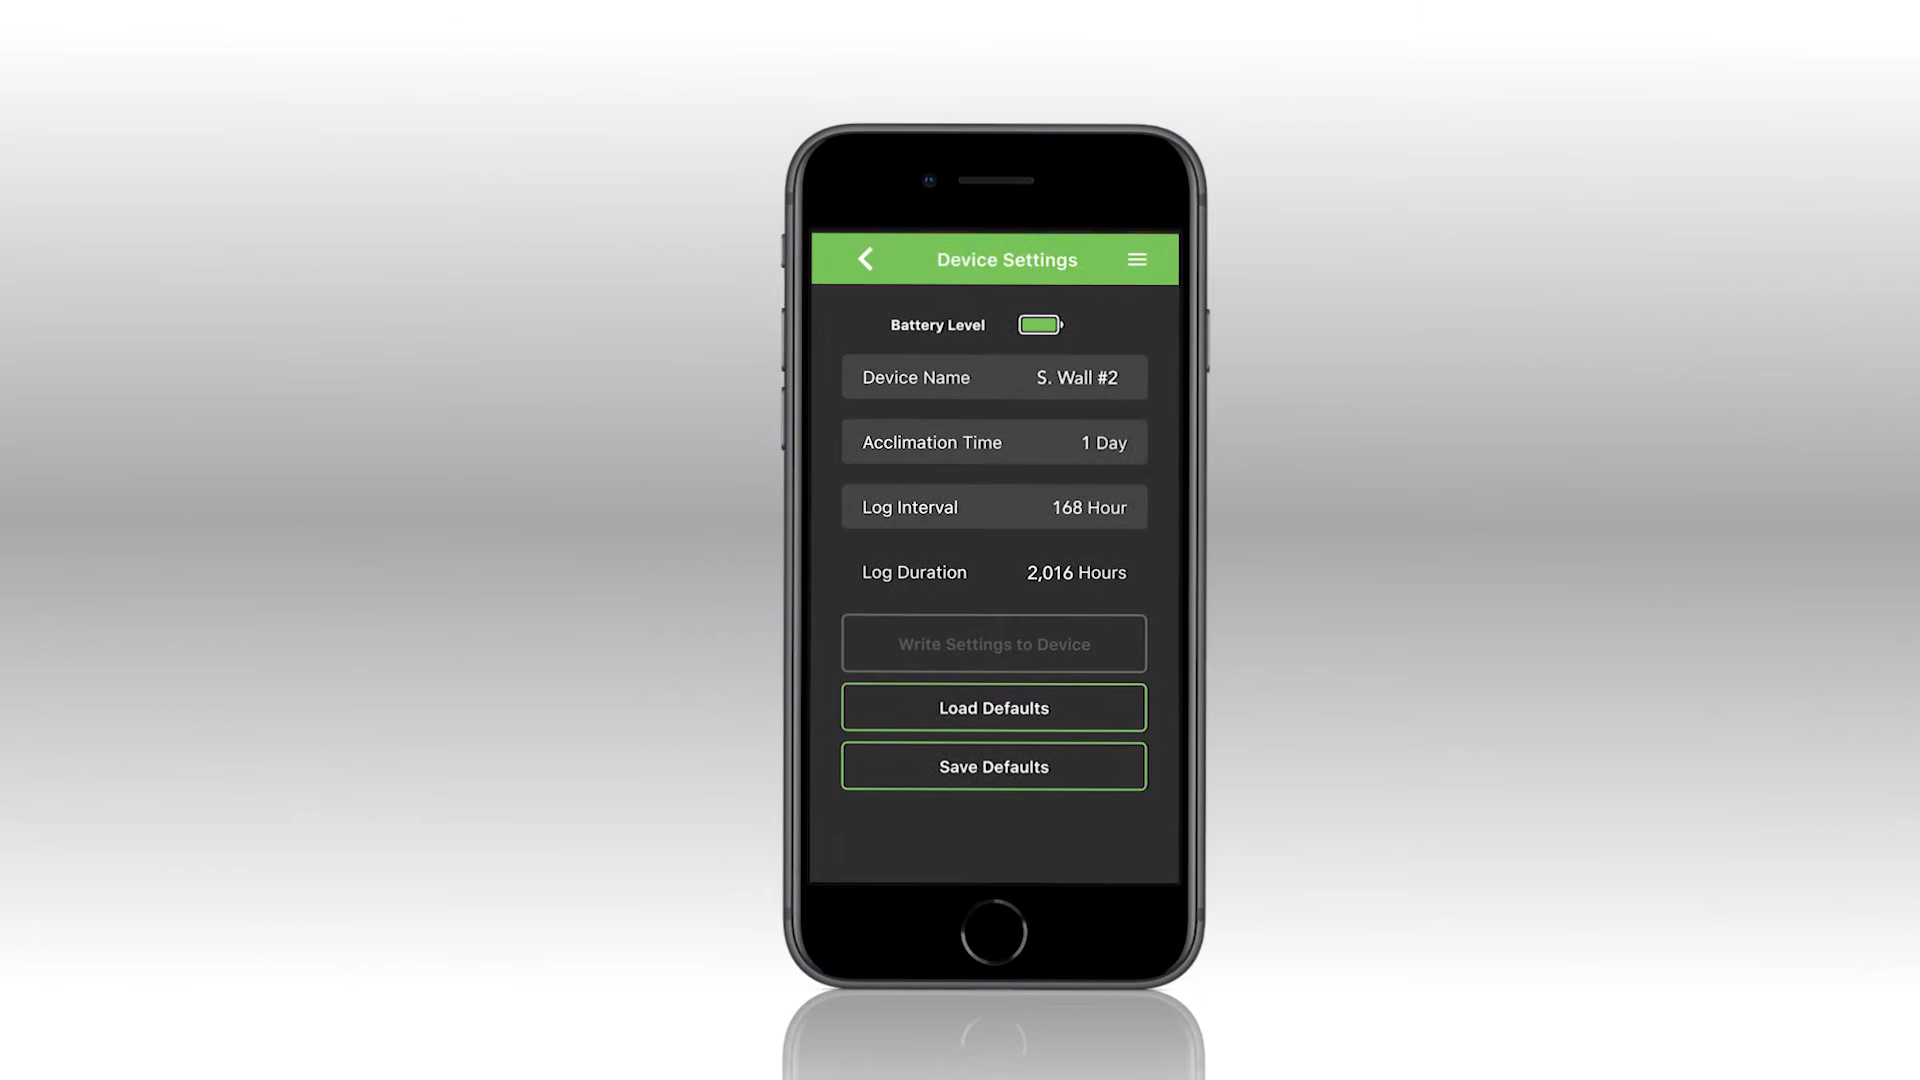 Device Settings
Battery Level
Device Name S. Wall #2
Acclimation Time 1 Day
Log Interval 168 Hour
Log Duration 2,016 Hours
Write Settings to Device
Load Defaults
Save Defaults